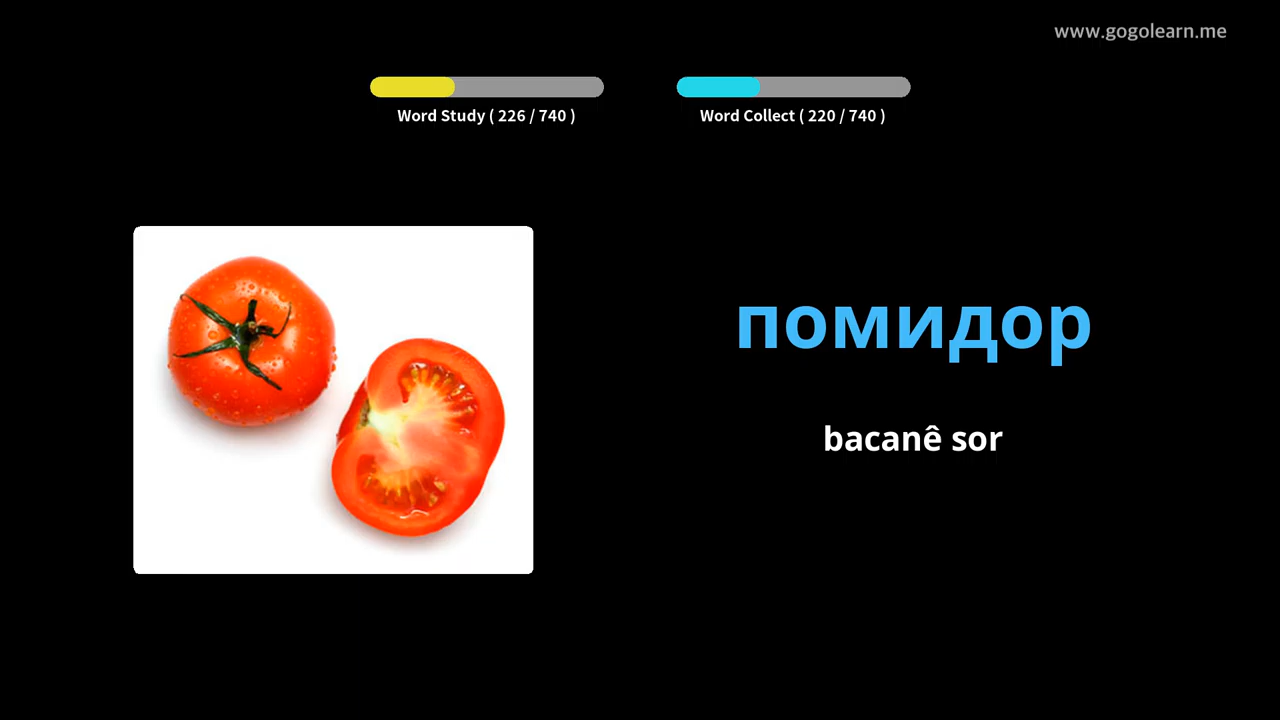 www.gogolearn.me
Word Study ( 226 / 740 )
Word Collect ( 220 / 740 )
помидор
bacanê sor